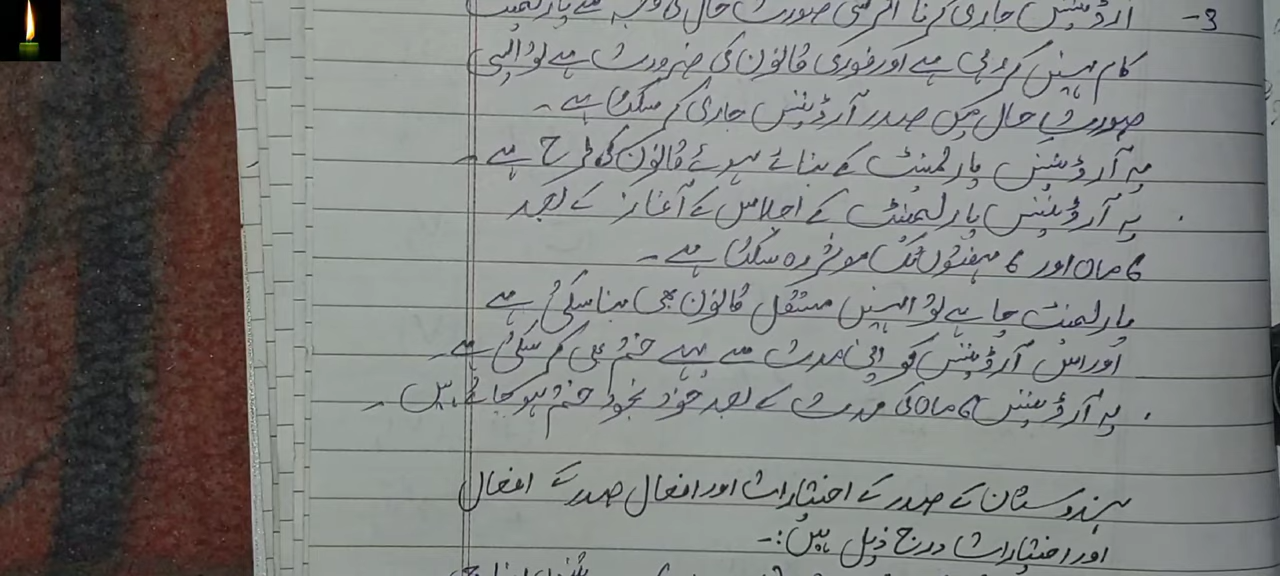 3- آرڈیننس جاری کرنا اگر کسی صورت حال کی وجہ سے پارلیمنٹ
کام نہیں کر رہی ہے اور فوری قانون کی ضرورت ہے تو ایسی
صورت حال میں صدر آرڈیننس جاری کر سکتا ہے۔
یہ آرڈیننس پارلیمنٹ کے بنائے ہوئے قانون کی طرح ہے۔
. یہ آرڈیننس پارلیمنٹ کے اجلاس کے آغاز کے بعد
6 ماہ اور 6 ہفتوں تک موثر رہ سکتا ہے۔
پارلیمنٹ چاہے تو انہیں مستقل قانون بھی بنا سکتی ہے
اور اس آرڈیننس کو اپنی مدت سے پہلے ختم بھی کر سکتی ہے۔
. یہ آرڈیننس 6 ماہ کی مدت کے بعد خود بخود ختم ہو جاتے ہیں۔
ہندوستان کے صدر کے اختیارات اور افعال صدر کے افعال
اور اختیارات درج ذیل ہیں:-